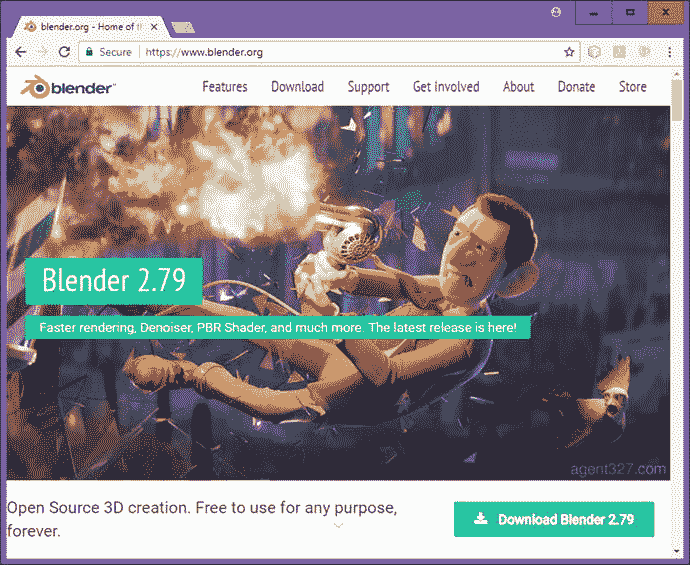 blender.org - Home of t
Secure https://www.blender.org
blender™
Features Download Support Get involved About Donate Store
Blender 2.79
Faster rendering, Denoiser, PBR Shader, and much more. The latest release is here!
agent327.com
Open Source 3D creation. Free to use for any purpose,
forever.
Download Blender 2.79